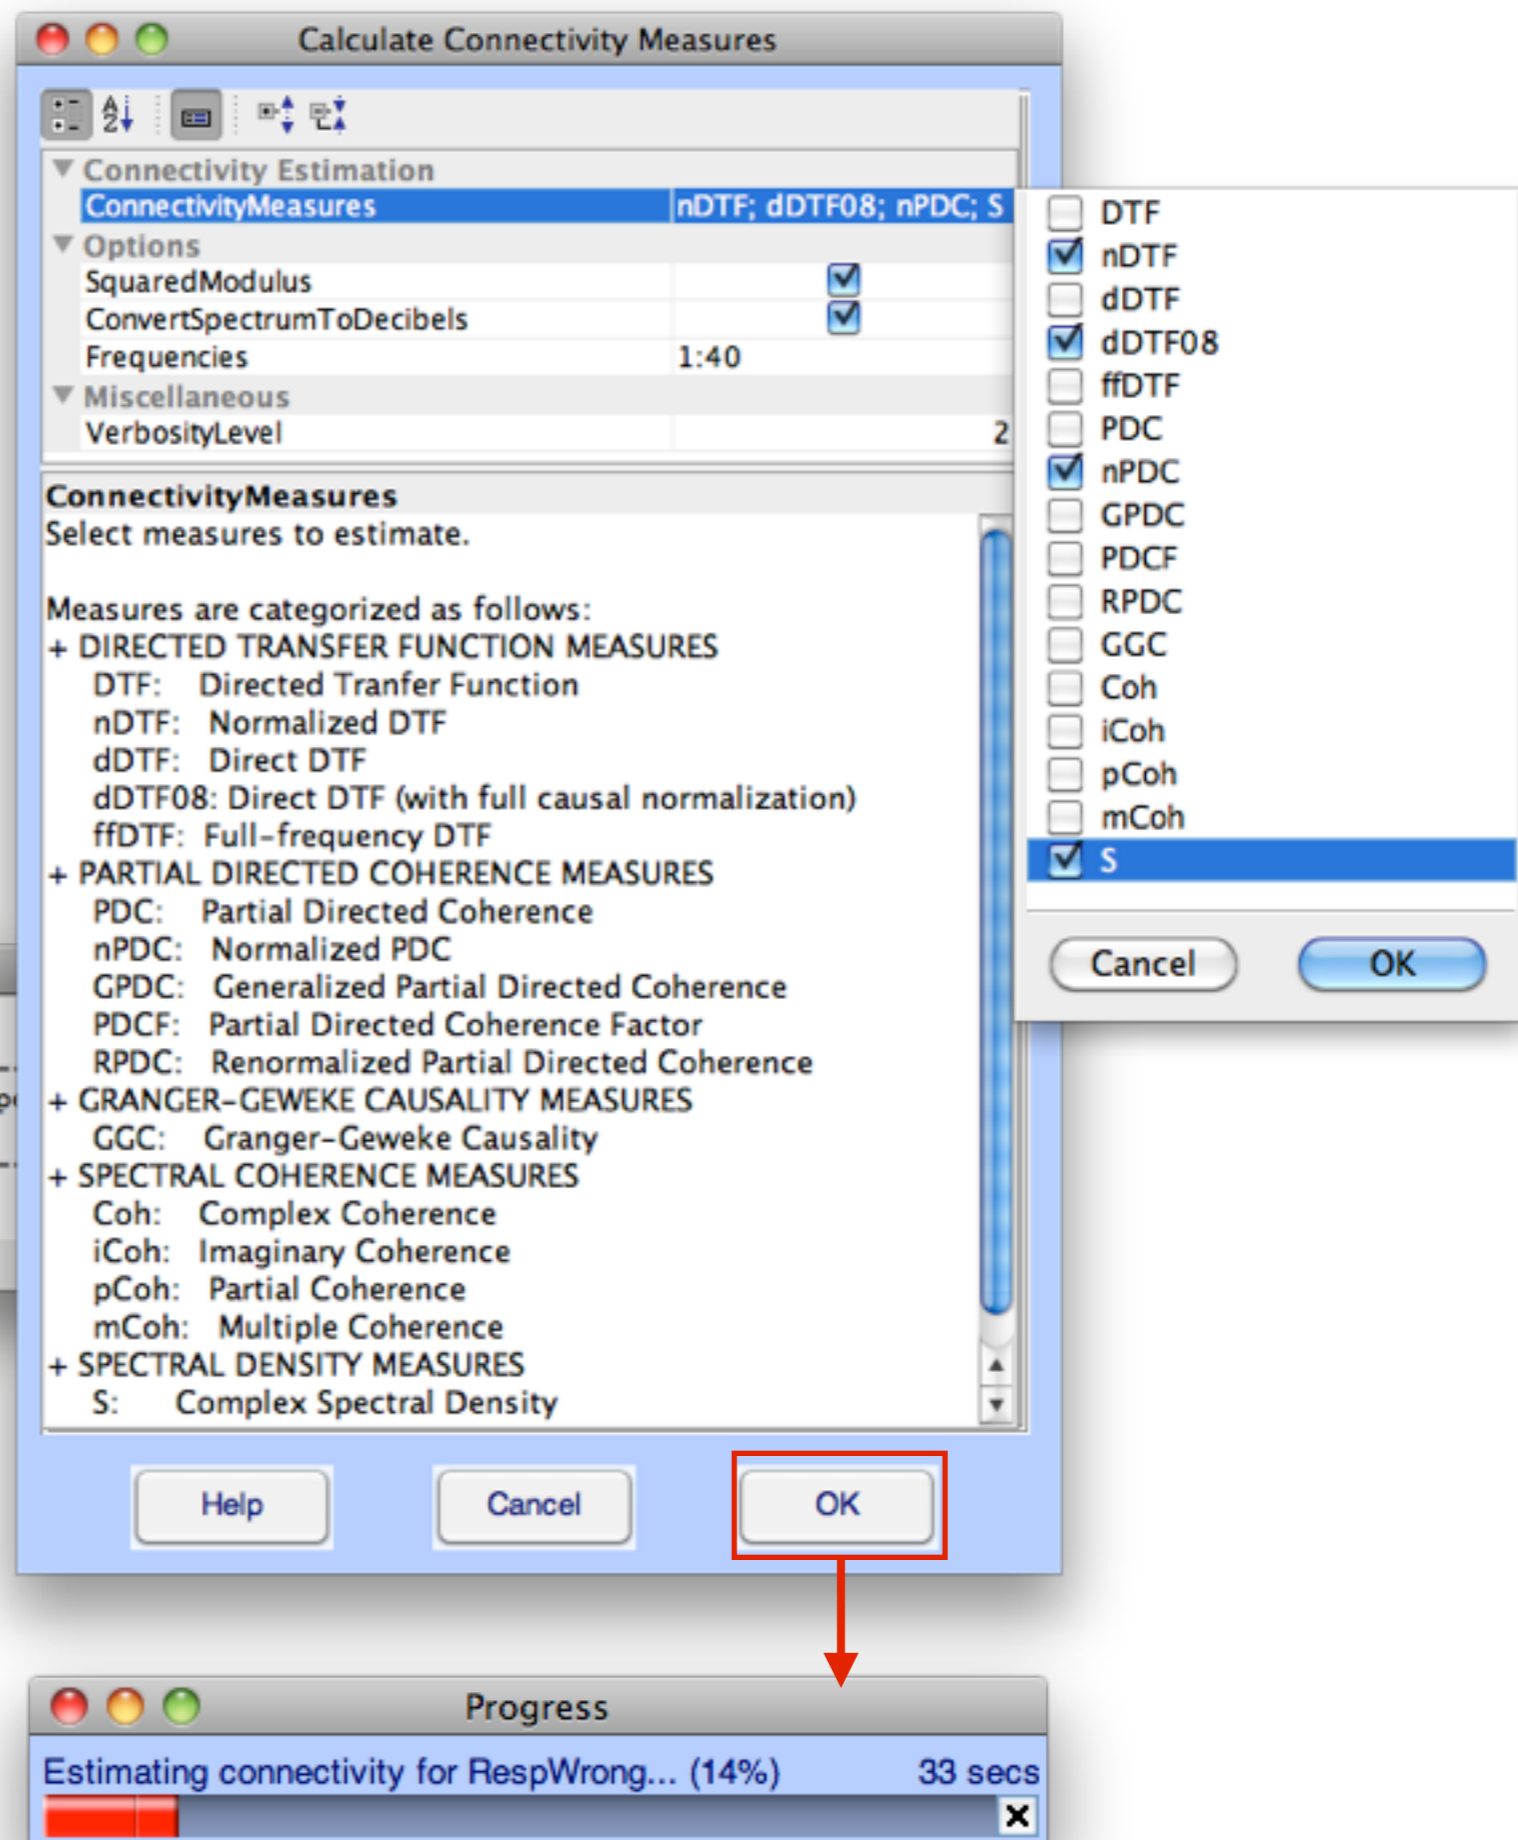 Calculate Connectivity Measures
Connectivity Estimation
ConnectivityMeasures nDTF; dDTF08; nPDC; S
Options
SquaredModulus
ConvertSpectrumToDecibels
Frequencies 1:40
Miscellaneous
VerbosityLevel 2
DTF
nDTF
dDTF
dDTF08
ffDTF
PDC
nPDC
GPDC
PDCF
RPDC
GGC
Coh
iCoh
pCoh
mCoh
S
Cancel OK
ConnectivityMeasures
Select measures to estimate.
Measures are categorized as follows:
+ DIRECTED TRANSFER FUNCTION MEASURES
DTF: Directed Tranfer Function
nDTF: Normalized DTF
dDTF: Direct DTF
dDTF08: Direct DTF (with full causal normalization)
ffDTF: Full-frequency DTF
+ PARTIAL DIRECTED COHERENCE MEASURES
PDC: Partial Directed Coherence
nPDC: Normalized PDC
GPDC: Generalized Partial Directed Coherence
PDCF: Partial Directed Coherence Factor
RPDC: Renormalized Partial Directed Coherence
+ GRANGER-GEWEKE CAUSALITY MEASURES
GGC: Granger-Geweke Causality
+ SPECTRAL COHERENCE MEASURES
Coh: Complex Coherence
iCoh: Imaginary Coherence
pCoh: Partial Coherence
mCoh: Multiple Coherence
+ SPECTRAL DENSITY MEASURES
S: Complex Spectral Density
Help Cancel OK
Progress
Estimating connectivity for RespWrong... (14%) 33 secs